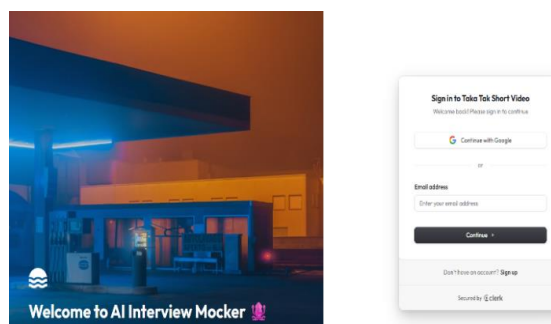 Welcome to AI Interview Mocker
Sign in to Taka Tak Short Video
Welcome back! Please sign in to continue
Continue with Google
or
Email address
Enter your email address
Continue
Don't have an account? Sign up
Secured by clerk